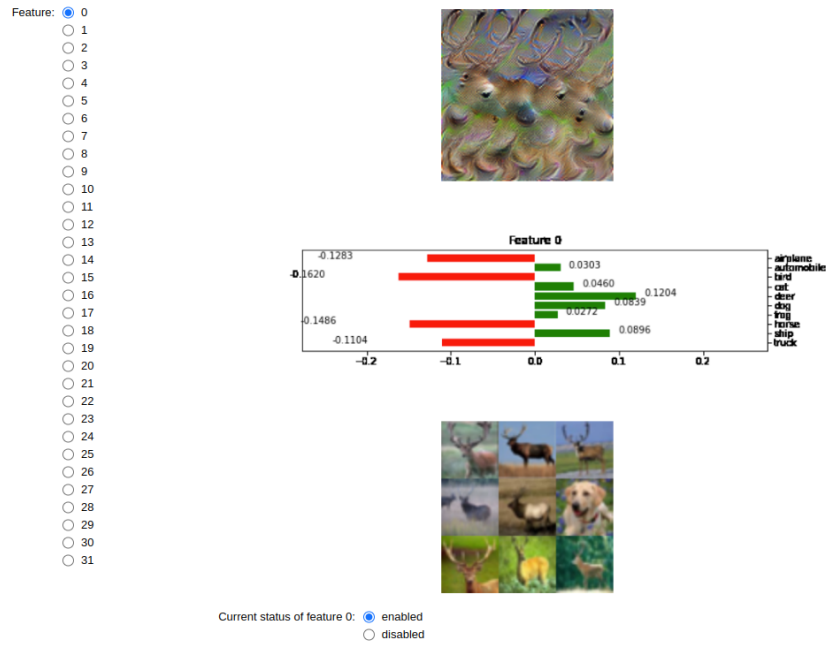 Feature: 0
1
2
3
4
5
6
7
8
9
10
11
12
13
14
15
16
17
18
19
20
21
22
23
24
25
26
27
28
29
30
31
Feature 0
-0.1283
airplane
0.0303
automobile
-0.1620
bird
0.0460
cat
0.1204
deer
0.0839
dog
0.0272
frog
-0.1486
horse
0.0896
ship
-0.1104
truck
−0.2 −0.1 0.0 0.1 0.2
Current status of feature 0: enabled
disabled